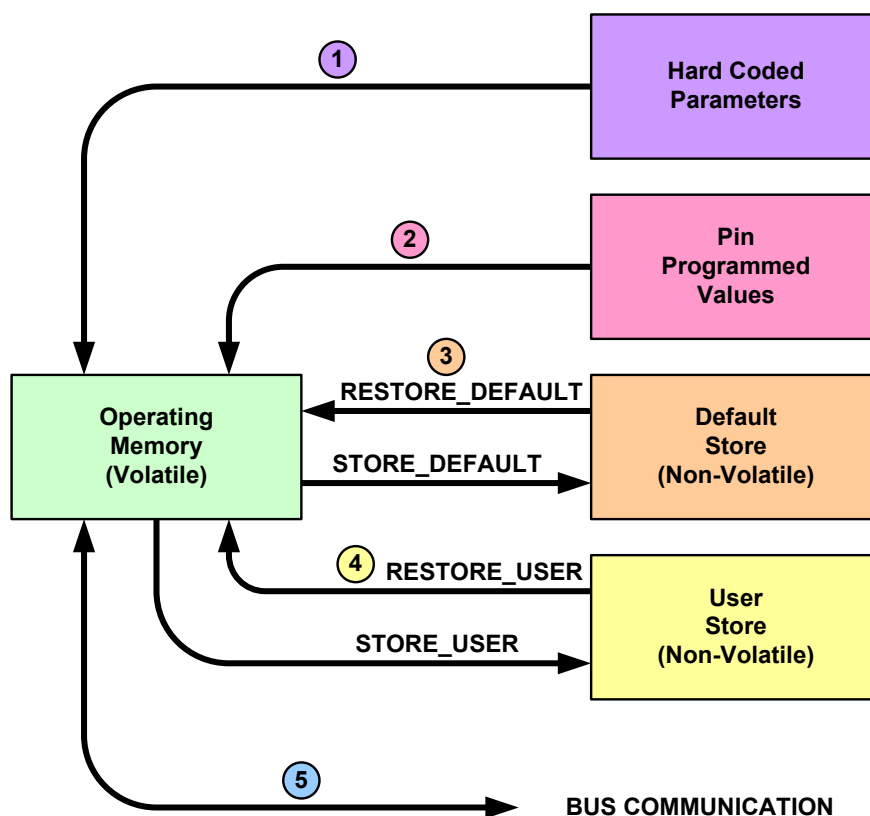 1
Hard Coded
Parameters
2
Pin
Programmed
Values
3
RESTORE_DEFAULT
Operating
Memory
(Volatile)
STORE_DEFAULT
Default
Store
(Non-Volatile)
4
RESTORE_USER
STORE_USER
User
Store
(Non-Volatile)
5
BUS COMMUNICATION